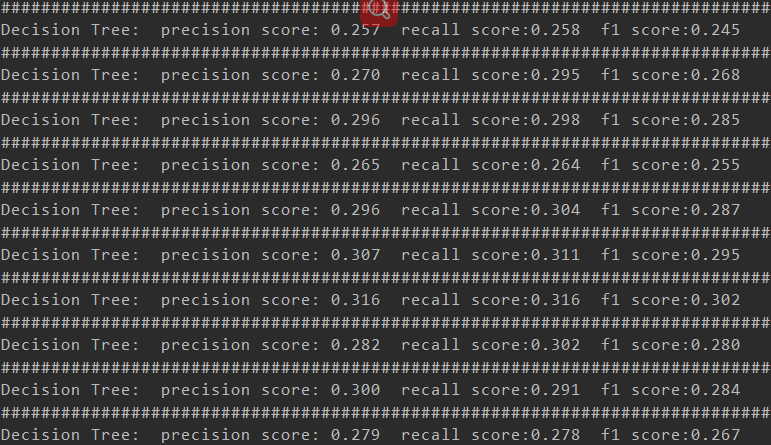 #############################################################################
Decision Tree:  precision score: 0.257  recall score:0.258  f1 score:0.245
#############################################################################
Decision Tree:  precision score: 0.270  recall score:0.295  f1 score:0.268
#############################################################################
Decision Tree:  precision score: 0.296  recall score:0.298  f1 score:0.285
#############################################################################
Decision Tree:  precision score: 0.265  recall score:0.264  f1 score:0.255
#############################################################################
Decision Tree:  precision score: 0.296  recall score:0.304  f1 score:0.287
#############################################################################
Decision Tree:  precision score: 0.307  recall score:0.311  f1 score:0.295
#############################################################################
Decision Tree:  precision score: 0.316  recall score:0.316  f1 score:0.302
#############################################################################
Decision Tree:  precision score: 0.282  recall score:0.302  f1 score:0.280
#############################################################################
Decision Tree:  precision score: 0.300  recall score:0.291  f1 score:0.284
#############################################################################
Decision Tree:  precision score: 0.279  recall score:0.278  f1 score:0.267